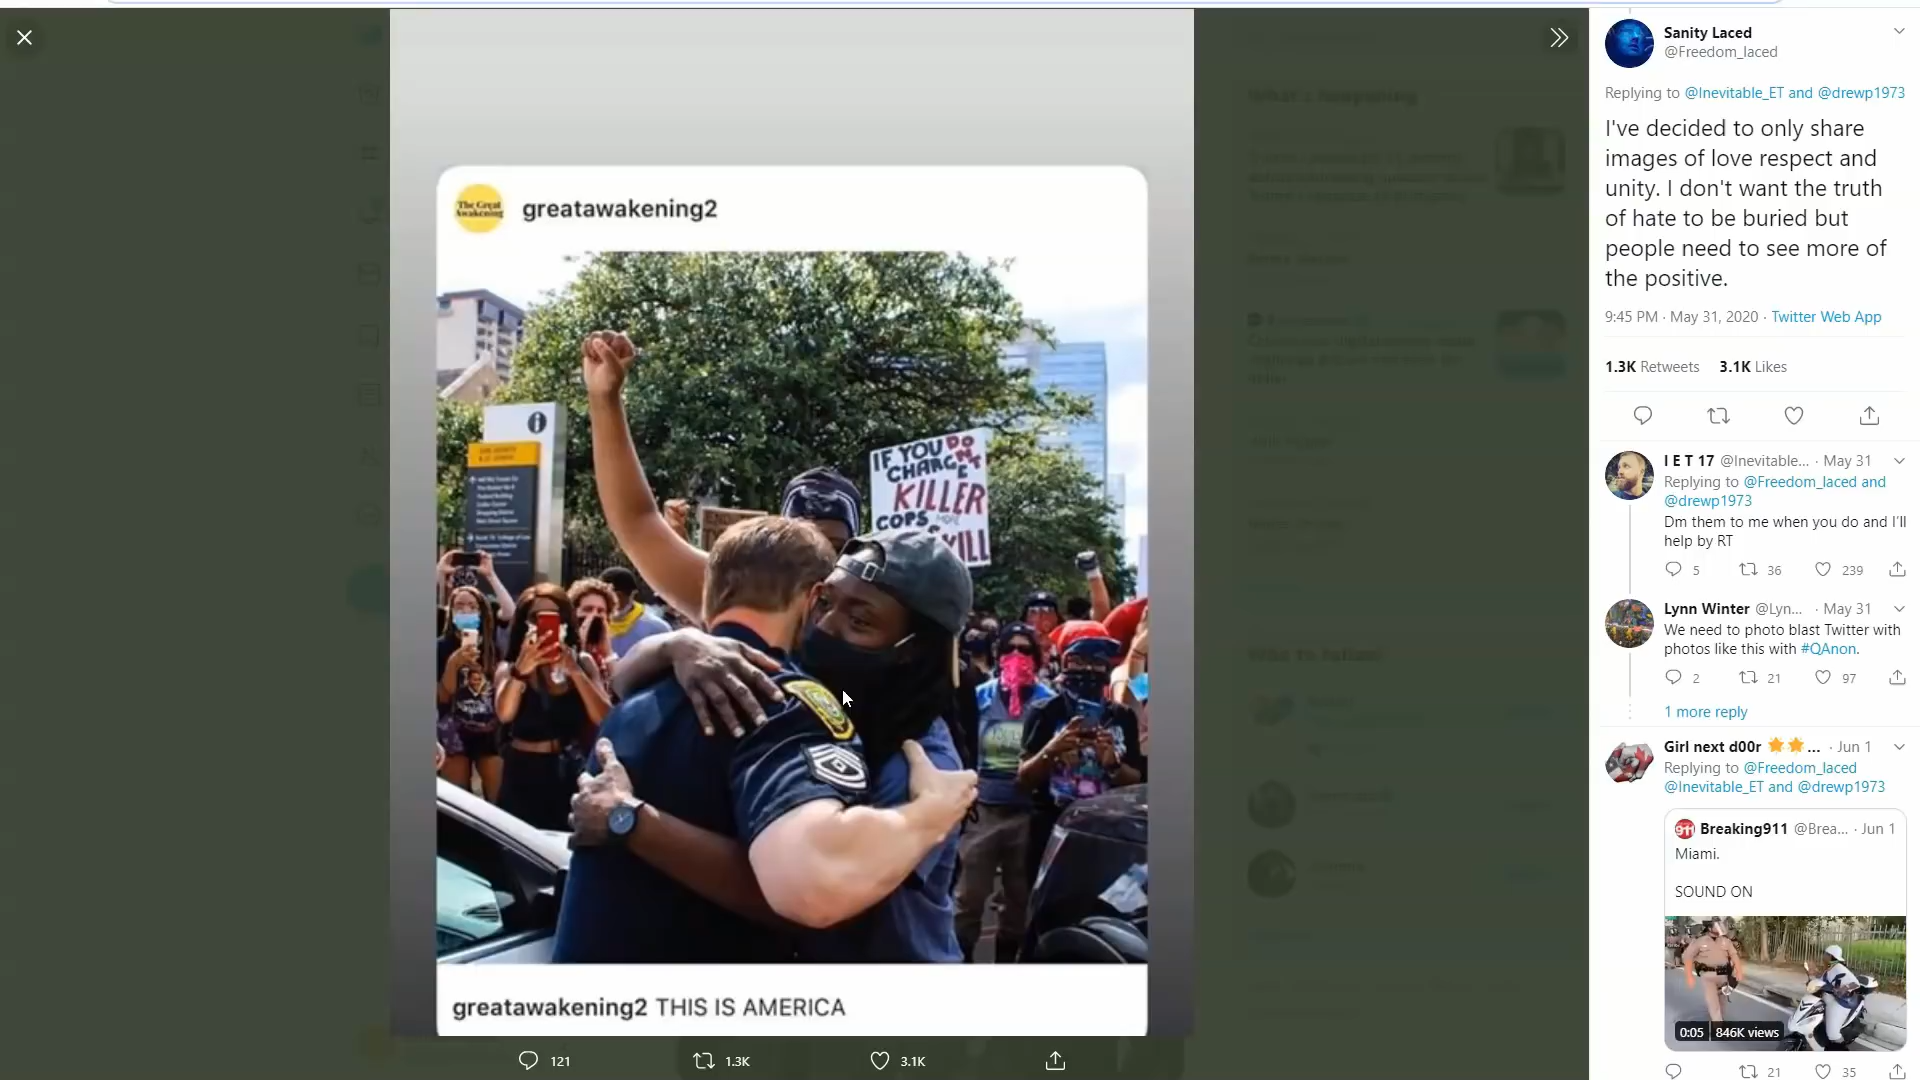 greatawakening2
The Great
Awakening
IF YOU DO
CHARGE N'T
KILLER
COPS
greatawakening2 THIS IS AMERICA
121
1.3K
3.1K
Sanity Laced
@Freedom_laced
Replying to @Inevitable_ET and @drewp1973
I've decided to only share
images of love respect and
unity. I don't want the truth
of hate to be buried but
people need to see more of
the positive.
9:45 PM · May 31, 2020 · Twitter Web App
1.3K Retweets 3.1K Likes
I E T 17 @Inevitable... · May 31
Replying to @Freedom_laced and
@drewp1973
Dm them to me when you do and I'll
help by RT
5 36 239
Lynn Winter @Lyn... · May 31
We need to photo blast Twitter with
photos like this with #QAnon.
2 21 97
1 more reply
Girl next d00r ... · Jun 1
Replying to @Freedom_laced
@Inevitable_ET and @drewp1973
911 Breaking911 @Brea... · Jun 1
Miami.
SOUND ON
0:05 846K views
21 35